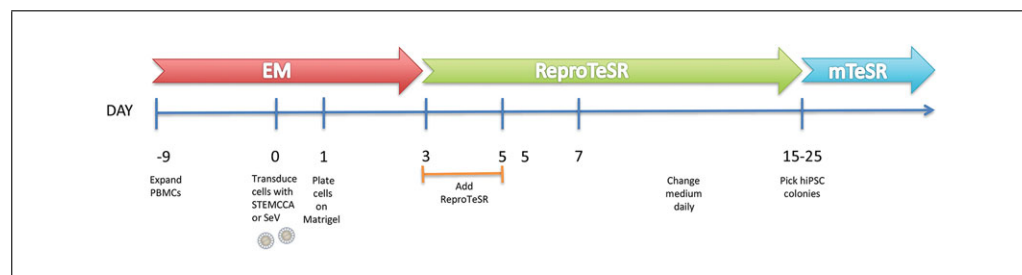 EM ReproTeSR mTeSR
DAY
-9 0 1 3 5 5 7 15-25
Expand
PBMCs
Transduce
cells with
STEMCCA
or SeV
Plate
cells
on
Matrigel
Add
ReproTeSR
Change
medium
daily
Pick hiPSC
colonies